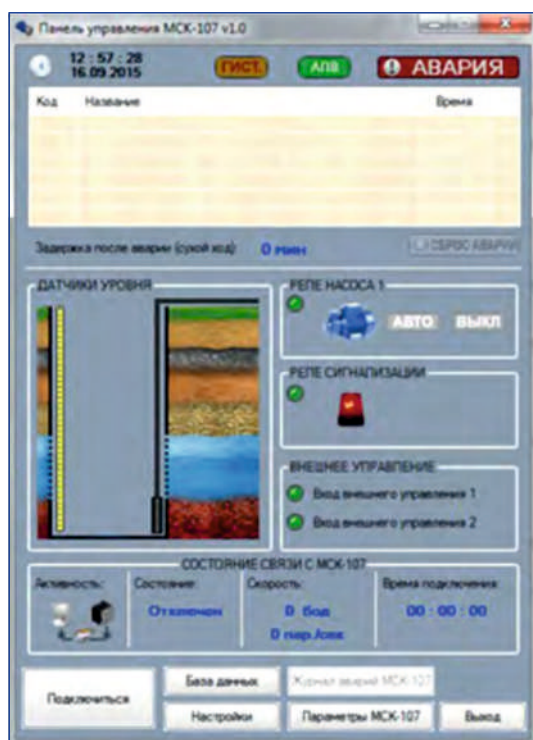 Панель управления МСК-107 v1.0
12 : 57 : 28
16.09.2015
ГИСТ.
АПВ
АВАРИЯ
Код Название Время
Задержка после аварии (сухой ход): 0 мин
СБРОС АВАРИИ
ДАТЧИКИ УРОВНЯ
РЕЛЕ НАСОСА 1
АВТО ВЫКЛ
РЕЛЕ СИГНАЛИЗАЦИИ
ВНЕШНЕЕ УПРАВЛЕНИЕ
Вход внешнего управления 1
Вход внешнего управления 2
СОСТОЯНИЕ СВЯЗИ С МСК-107
Активность: Состояние: Скорость: Время подключения:
Отключен 0 бод 00 : 00 : 00
0 пар./сек
Подключиться
База данных Журнал аварий МСК-107
Настройки Параметры МСК-107 Выход